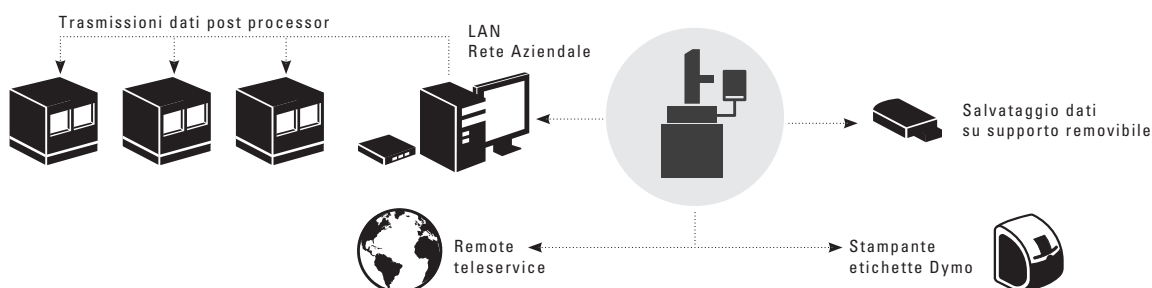 Trasmissioni dati post processor
LAN
Rete Aziendale
Salvataggio dati
su supporto removibile
Remote
teleservice
Stampante
etichette Dymo